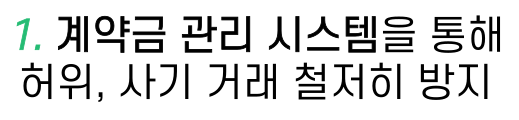 1. 계약금 관리 시스템을 통해
허위, 사기 거래 철저히 방지